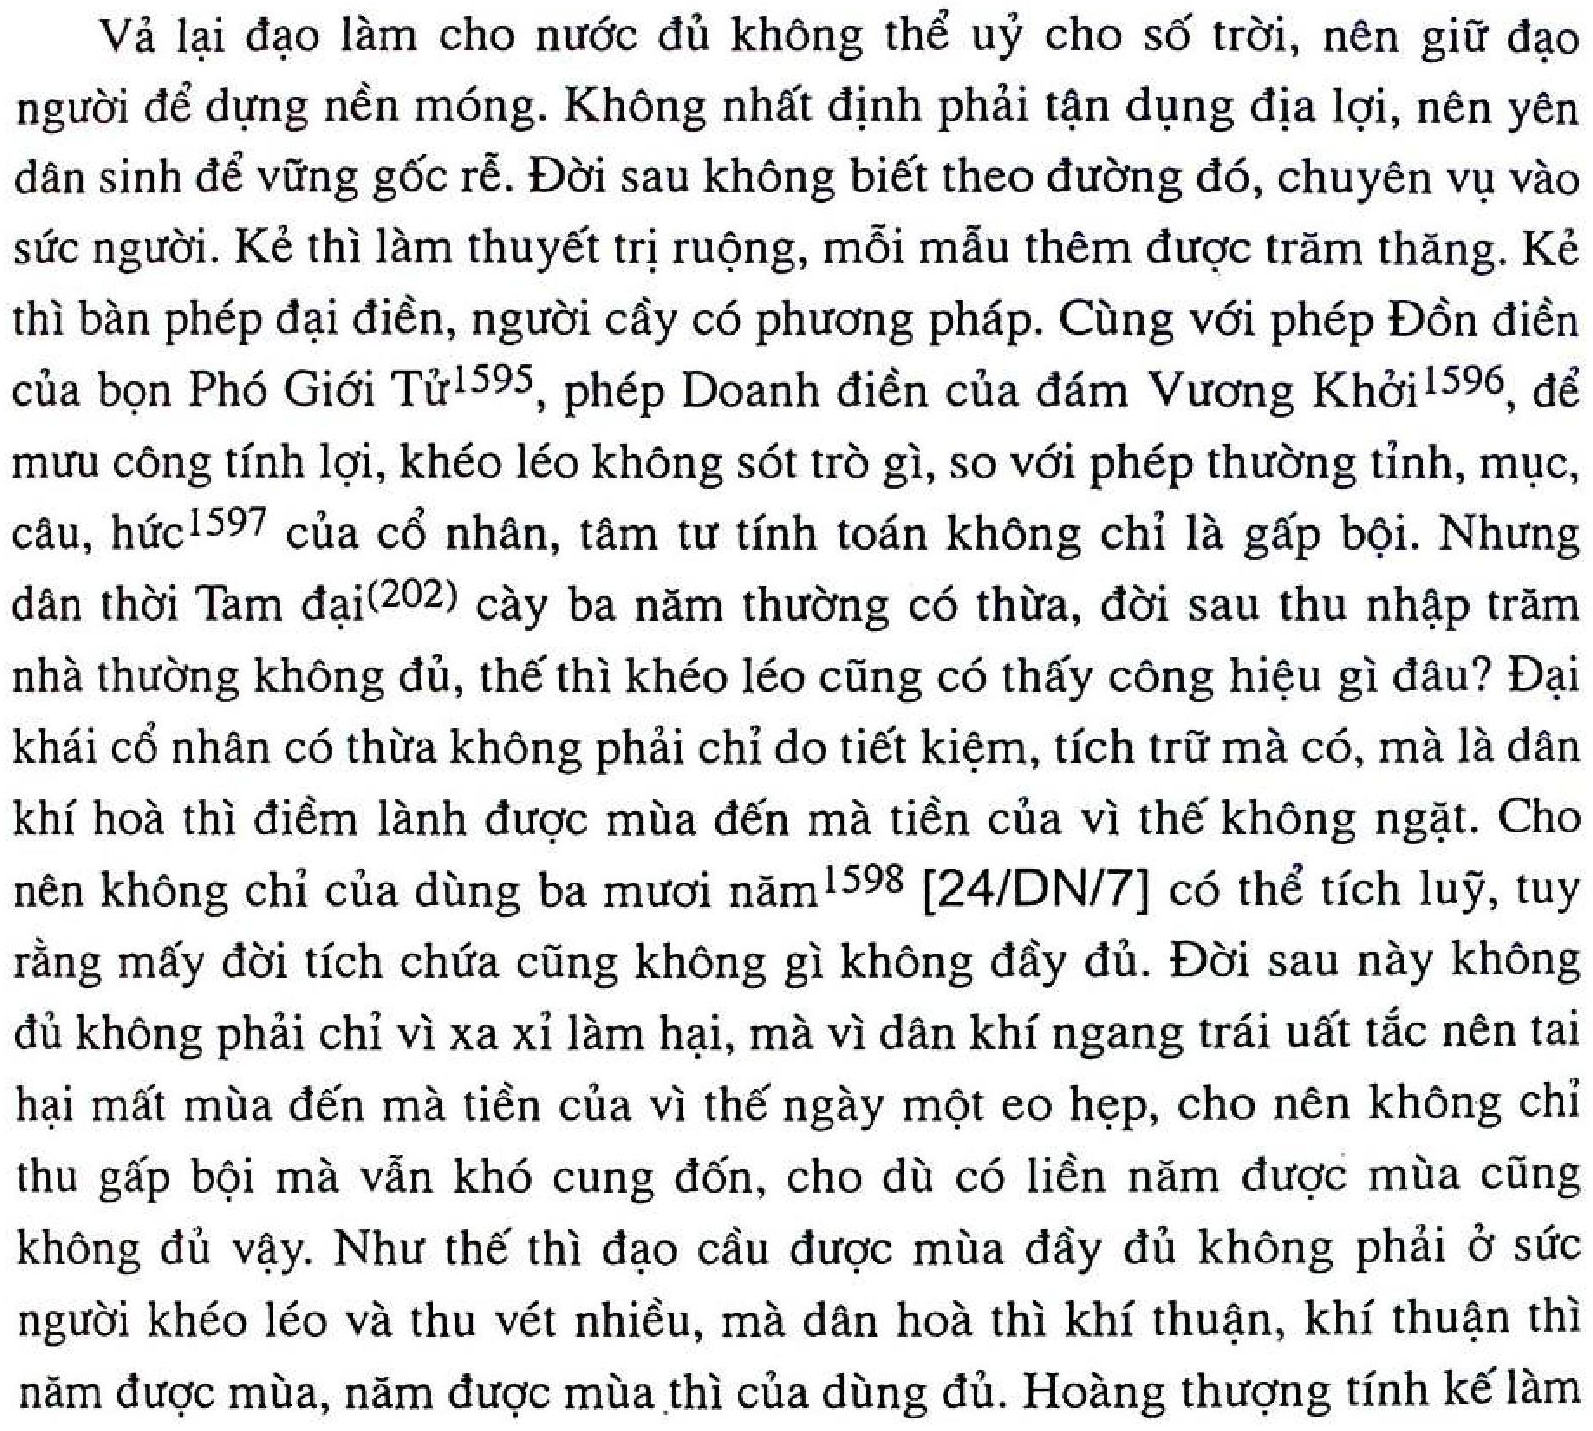 Vả lại đạo làm cho nước đủ không thể uỷ cho số trời, nên giữ đạo
người để dựng nền móng. Không nhất định phải tận dụng địa lợi, nên yên
dân sinh để vững gốc rễ. Đời sau không biết theo đường đó, chuyên vụ vào
sức người. Kẻ thì làm thuyết trị ruộng, mỗi mẫu thêm được trăm thăng. Kẻ
thì bàn phép đại điền, người cầy có phương pháp. Cùng với phép Đồn điền
của bọn Phó Giới Tử1595, phép Doanh điền của đám Vương Khởi1596, để
mưu công tính lợi, khéo léo không sót trò gì, so với phép thường tỉnh, mục,
câu, hức1597 của cổ nhân, tâm tư tính toán không chỉ là gấp bội. Nhưng
dân thời Tam đại(202) cày ba năm thường có thừa, đời sau thu nhập trăm
nhà thường không đủ, thế thì khéo léo cũng có thấy công hiệu gì đâu? Đại
khái cổ nhân có thừa không phải chỉ do tiết kiệm, tích trữ mà có, mà là dân
khí hoà thì điềm lành được mùa đến mà tiền của vì thế không ngặt. Cho
nên không chỉ của dùng ba mươi năm1598 [24/DN/7] có thể tích luỹ, tuy
rằng mấy đời tích chứa cũng không gì không đầy đủ. Đời sau này không
đủ không phải chỉ vì xa xỉ làm hại, mà vì dân khí ngang trái uất tắc nên tai
hại mất mùa đến mà tiền của vì thế ngày một eo hẹp, cho nên không chỉ
thu gấp bội mà vẫn khó cung đốn, cho dù có liền năm được mùa cũng
không đủ vậy. Như thế thì đạo cầu được mùa đầy đủ không phải ở sức
người khéo léo và thu vét nhiều, mà dân hoà thì khí thuận, khí thuận thì
năm được mùa, năm được mùa thì của dùng đủ. Hoàng thượng tính kế làm